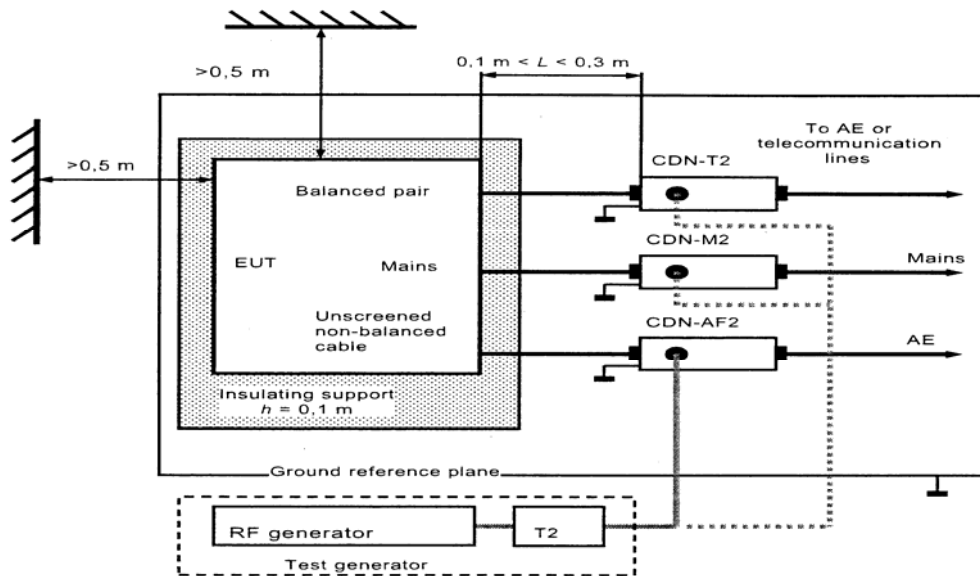 >0,5 m
0,1 m < L < 0,3 m
>0,5 m
To AE or
telecommunication
lines
CDN-T2
Balanced pair
CDN-M2
EUT
Mains
Mains
Unscreened
non-balanced
cable
CDN-AF2
AE
Insulating support
h = 0,1 m
Ground reference plane
RF generator
T2
Test generator